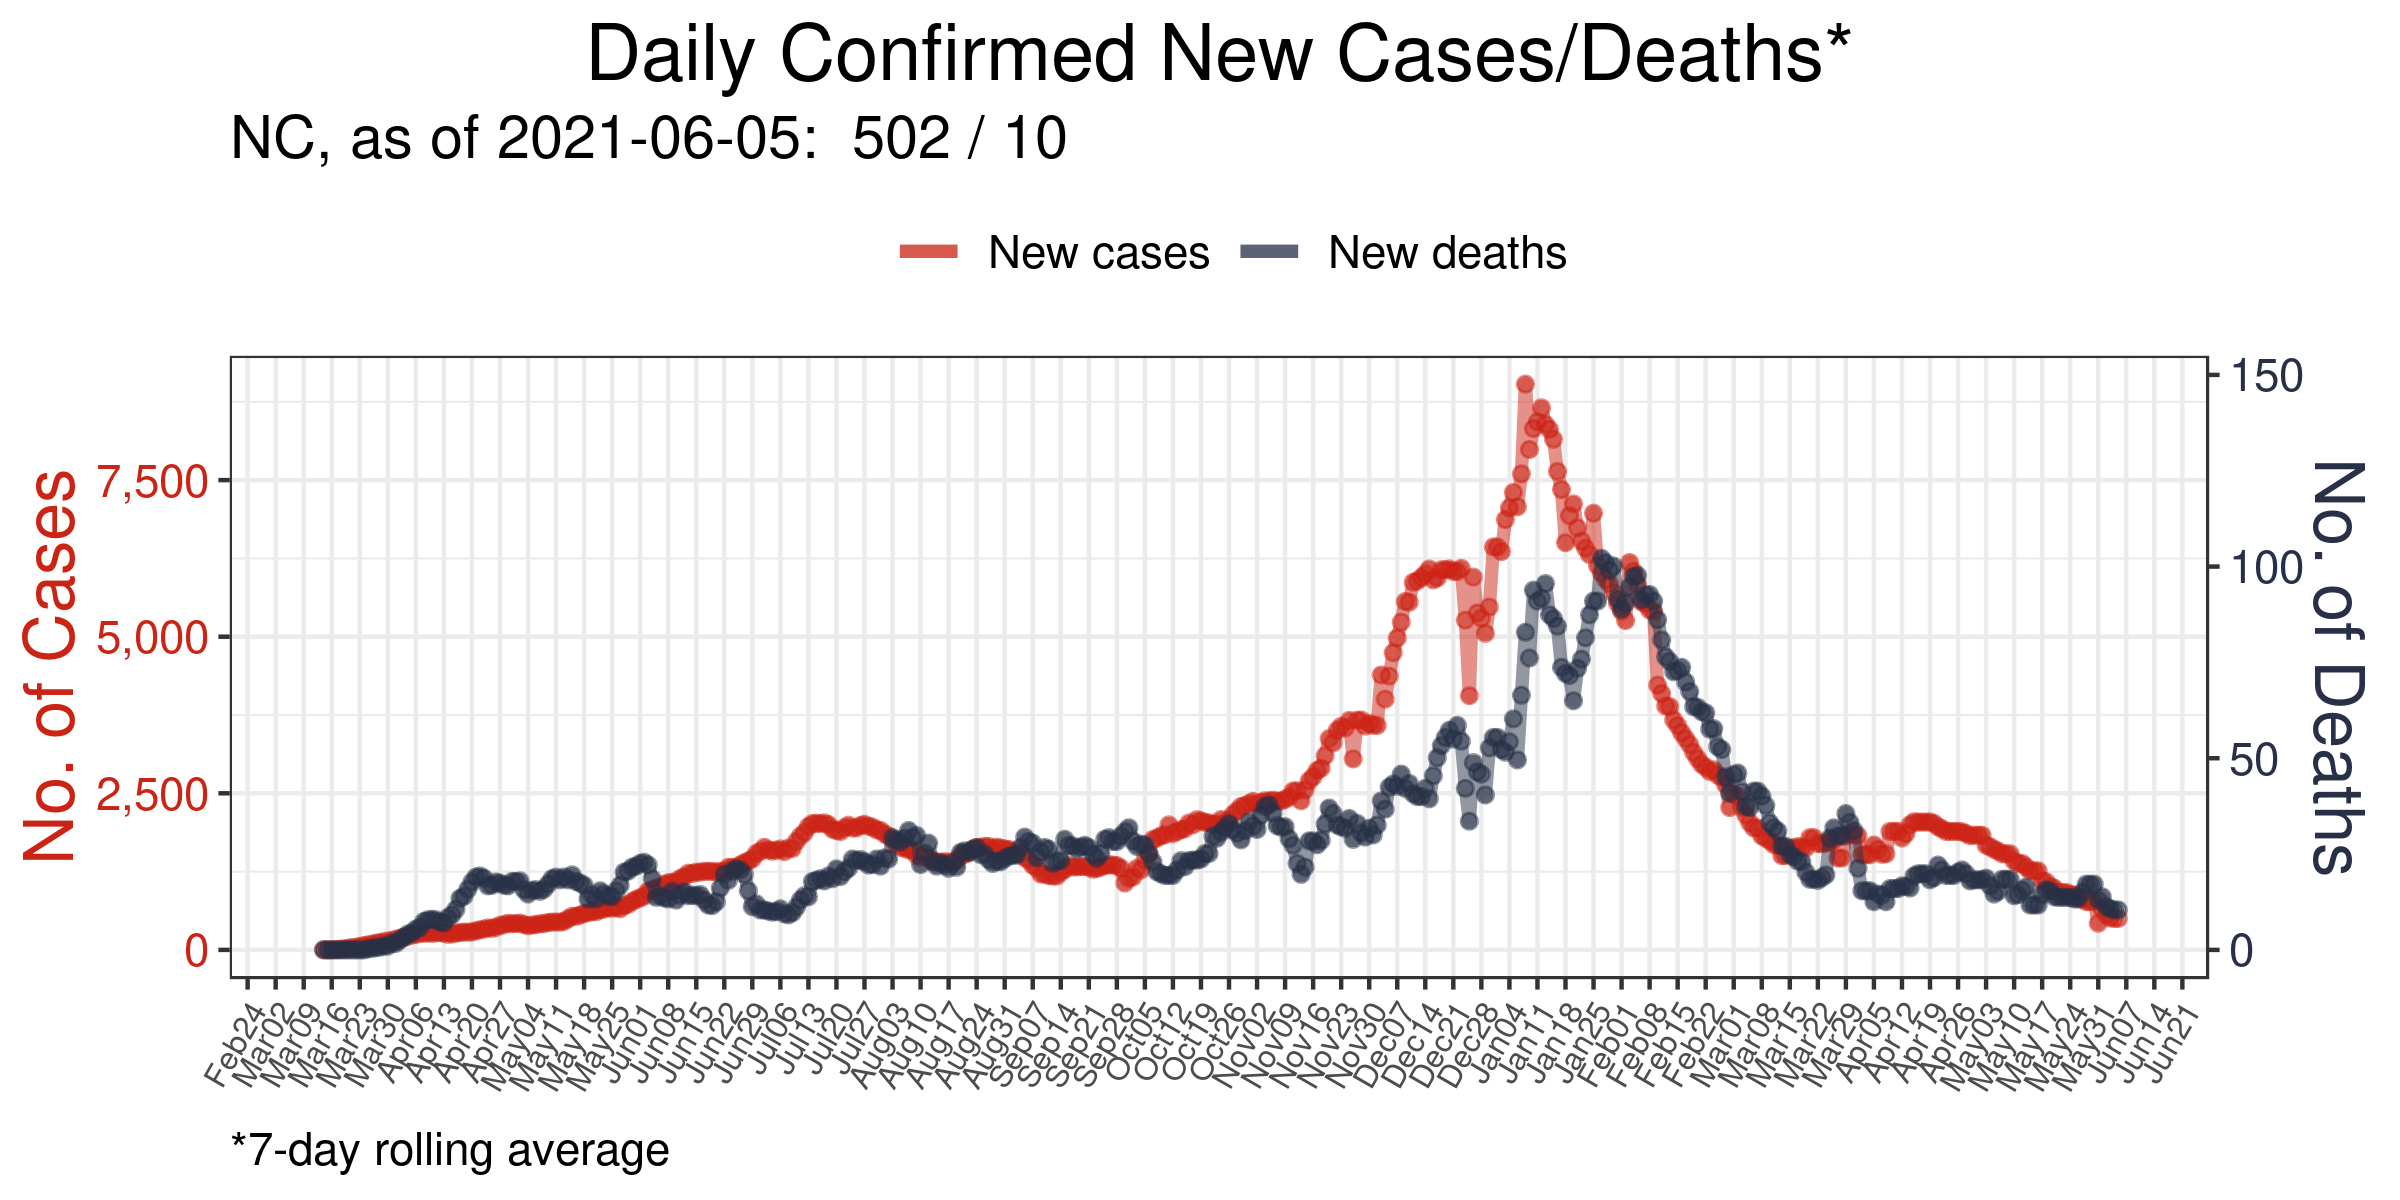 Daily Confirmed New Cases/Deaths*
NC, as of 2021-06-05:  502 / 10
New cases
New deaths
No. of Cases
7,500
5,000
2,500
0
150
100
50
0
No. of Deaths
Feb24
Mar02
Mar09
Mar16
Mar23
Mar30
Apr06
Apr13
Apr20
Apr27
May04
May11
May18
May25
Jun01
Jun08
Jun15
Jun22
Jun29
Jul06
Jul13
Jul20
Jul27
Aug03
Aug10
Aug17
Aug24
Aug31
Sep07
Sep14
Sep21
Sep28
Oct05
Oct12
Oct19
Oct26
Nov02
Nov09
Nov16
Nov23
Nov30
Dec07
Dec14
Dec21
Dec28
Jan04
Jan11
Jan18
Jan25
Feb01
Feb08
Feb15
Feb22
Mar01
Mar08
Mar15
Mar22
Mar29
Apr05
Apr12
Apr19
Apr26
May03
May10
May17
May24
May31
Jun07
Jun14
Jun21
*7-day rolling average